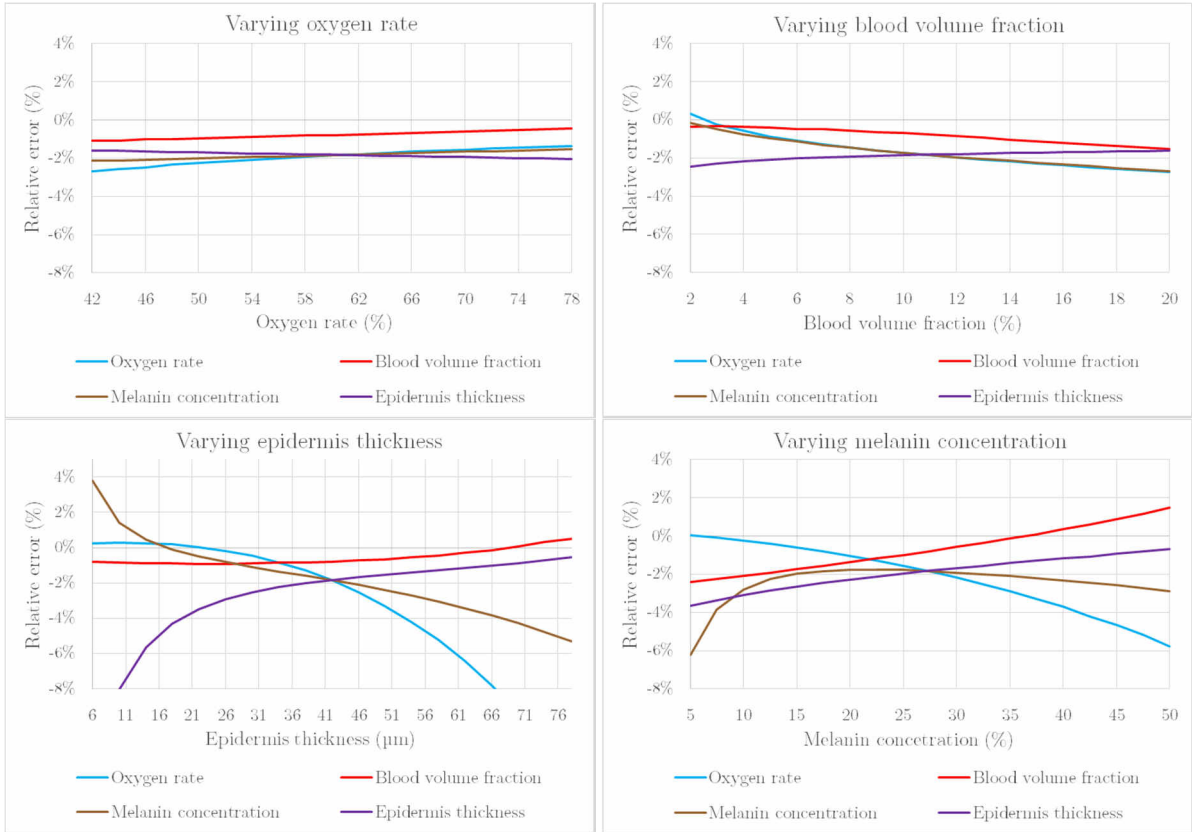 Varying oxygen rate
4%
2%
0%
-2%
-4%
-6%
-8%
Relative error (%)
42 46 50 54 58 62 66 70 74 78
Oxygen rate (%)
Oxygen rate Blood volume fraction
Melanin concentration Epidermis thickness
Varying blood volume fraction
4%
2%
0%
-2%
-4%
-6%
-8%
Relative error (%)
2 4 6 8 10 12 14 16 18 20
Blood volume fraction (%)
Oxygen rate Blood volume fraction
Melanin concentration Epidermis thickness
Varying epidermis thickness
4%
2%
0%
-2%
-4%
-6%
-8%
Relative error (%)
6 11 16 21 26 31 36 41 46 51 56 61 66 71 76
Epidermis thickness (μm)
Oxygen rate Blood volume fraction
Melanin concentration Epidermis thickness
Varying melanin concentration
4%
2%
0%
-2%
-4%
-6%
-8%
Relative error (%)
5 10 15 20 25 30 35 40 45 50
Melanin concetration (%)
Oxygen rate Blood volume fraction
Melanin concentration Epidermis thickness